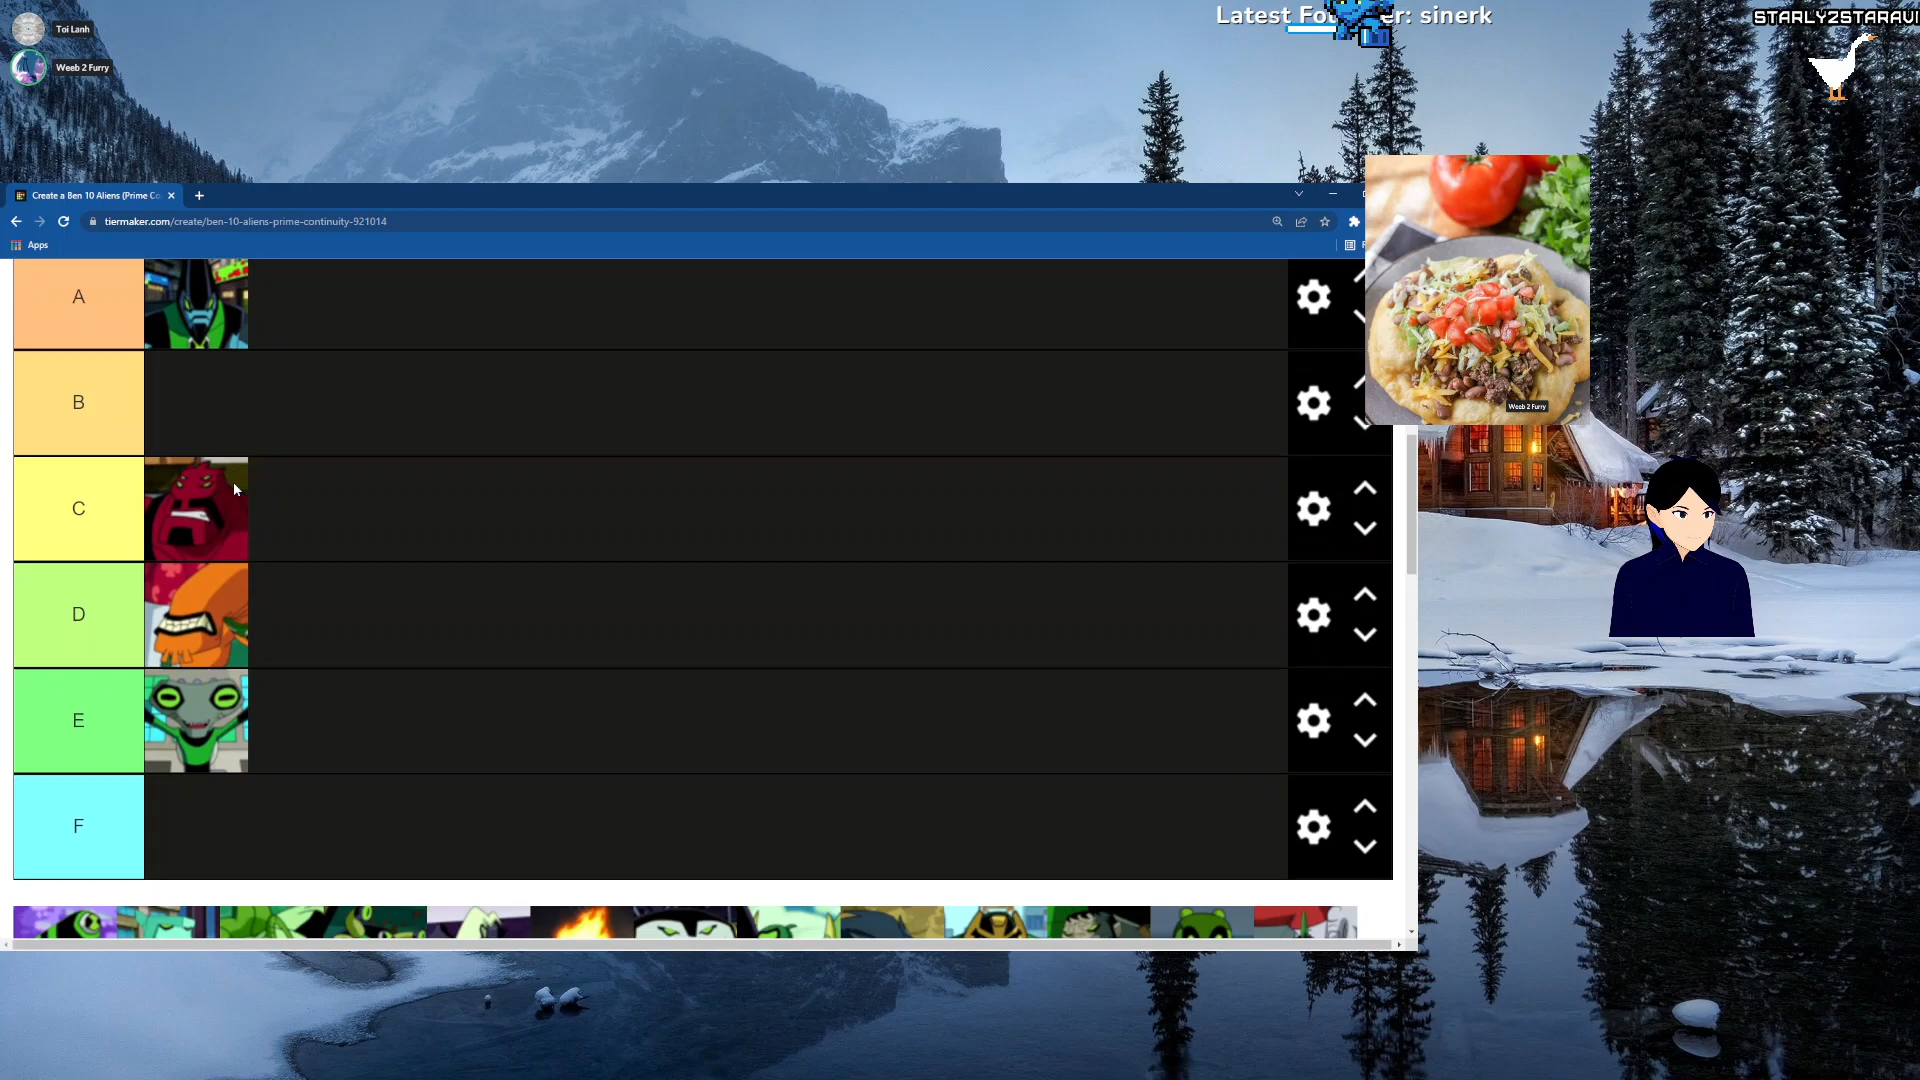 Toi Lanh
Weeb 2 Furry
Latest Fo er: sinerk
STARLY2STARAVI
Create a Ben 10 Aliens (Prime Co
tiermaker.com/create/ben-10-aliens-prime-continuity-921014
Apps
A
B
C
D
E
F
Weeb 2 Furry